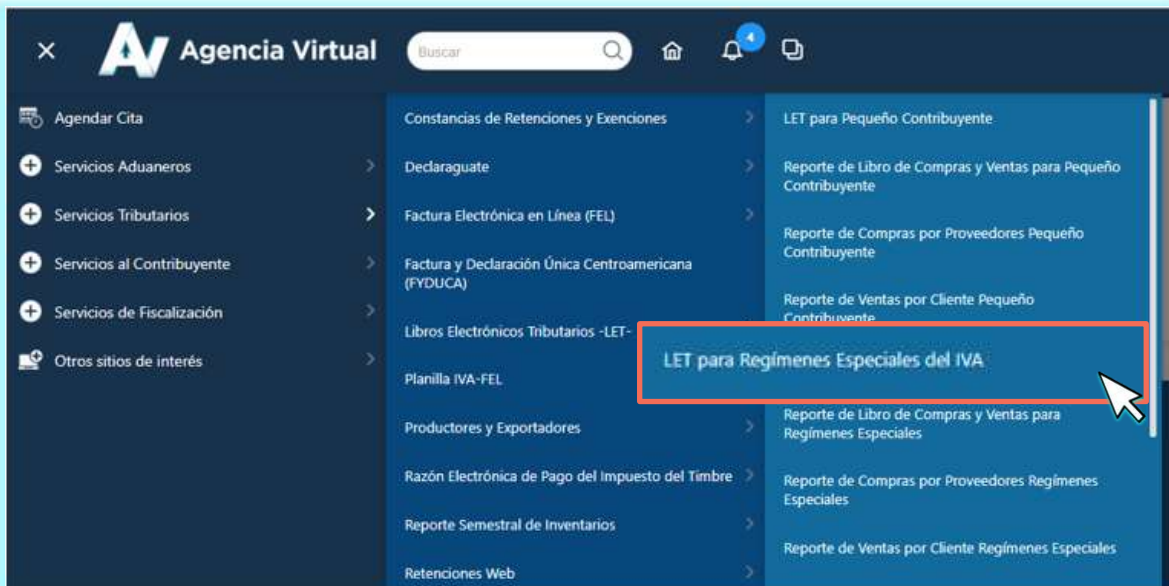 AV Agencia Virtual
Buscar
4
Agendar Cita
Servicios Aduaneros
Servicios Tributarios
Servicios al Contribuyente
Servicios de Fiscalización
Otros sitios de interés
Constancias de Retenciones y Exenciones
Declaraguate
Factura Electrónica en Línea (FEL)
Factura y Declaración Única Centroamericana
(FYDUCA)
Libros Electrónicos Tributarios -LET-
Planilla IVA-FEL
Productores y Exportadores
Razón Electrónica de Pago del Impuesto del Timbre
Reporte Semestral de Inventarios
Retenciones Web
LET para Pequeño Contribuyente
Reporte de Libro de Compras y Ventas para Pequeño
Contribuyente
Reporte de Compras por Proveedores Pequeño
Contribuyente
Reporte de Ventas por Cliente Pequeño
Contribuyente
LET para Regímenes Especiales del IVA
Reporte de Libro de Compras y Ventas para
Regímenes Especiales
Reporte de Compras por Proveedores Regímenes
Especiales
Reporte de Ventas por Cliente Regímenes Especiales